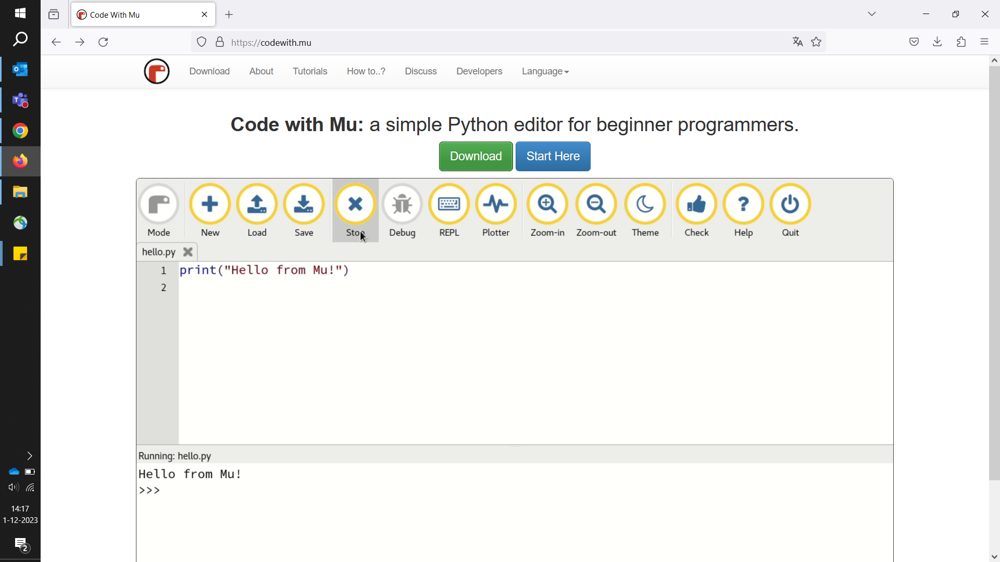 Code With Mu
https://codewith.mu
Download About Tutorials How to..? Discuss Developers Language
Code with Mu: a simple Python editor for beginner programmers.
Download Start Here
Mode New Load Save Stop Debug REPL Plotter Zoom-in Zoom-out Theme Check Help Quit
hello.py
1 print("Hello from Mu!")
2
Running: hello.py
Hello from Mu!
>>>
14:17
1-12-2023
2